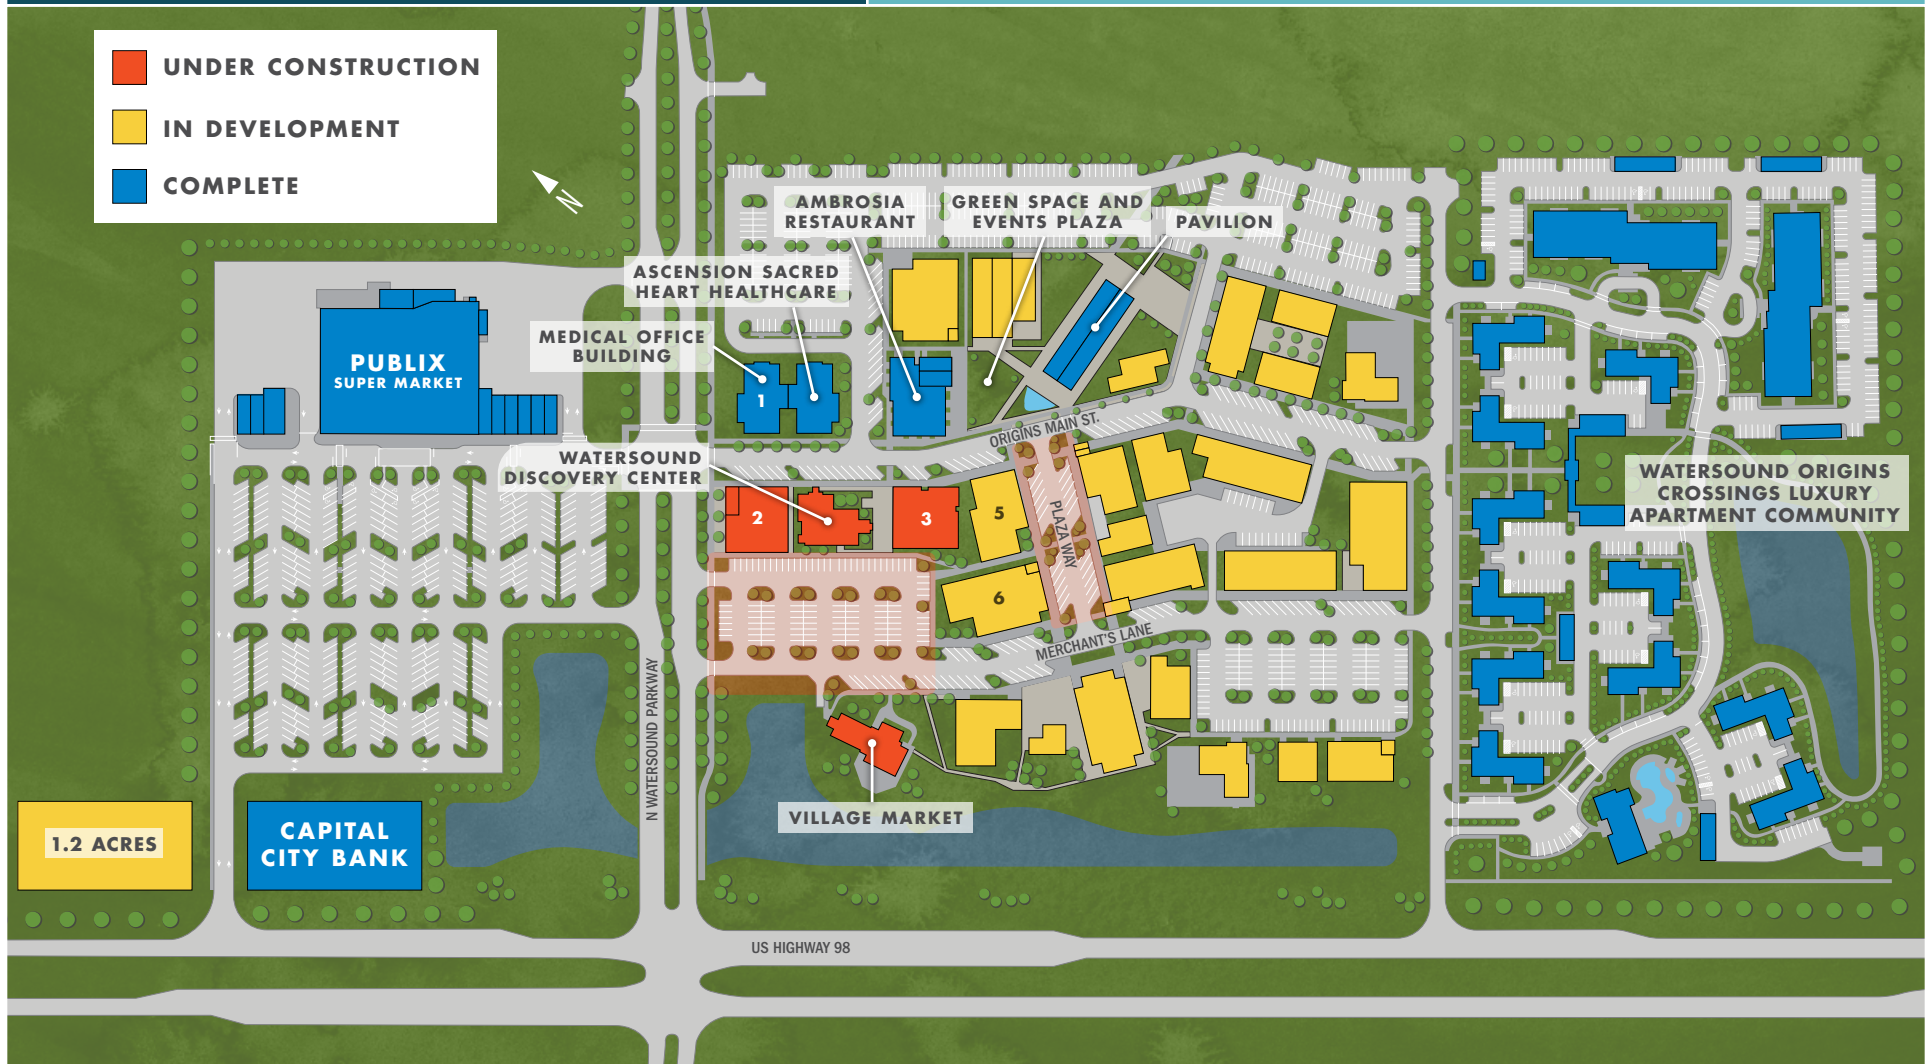 UNDER CONSTRUCTION
IN DEVELOPMENT
COMPLETE
N
AMBROSIA
RESTAURANT
GREEN SPACE AND
EVENTS PLAZA
PAVILION
ASCENSION SACRED
HEART HEALTHCARE
MEDICAL OFFICE
BUILDING
PUBLIX
SUPER MARKET
1
ORIGINS MAIN ST.
WATERSOUND
DISCOVERY CENTER
2
3
5
6
PLAZA WAY
MERCHANT'S LANE
WATERSOUND ORIGINS
CROSSINGS LUXURY
APARTMENT COMMUNITY
N WATERSOUND PARKWAY
VILLAGE MARKET
1.2 ACRES
CAPITAL
CITY BANK
US HIGHWAY 98